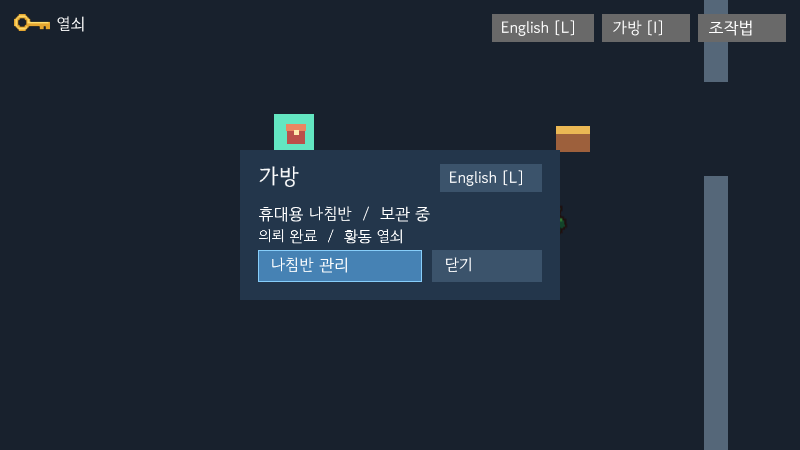 열쇠
English [L]
가방 [I]
조작법
가방
English [L]
휴대용 나침반 / 보관 중
의뢰 완료 / 황동 열쇠
나침반 관리
닫기